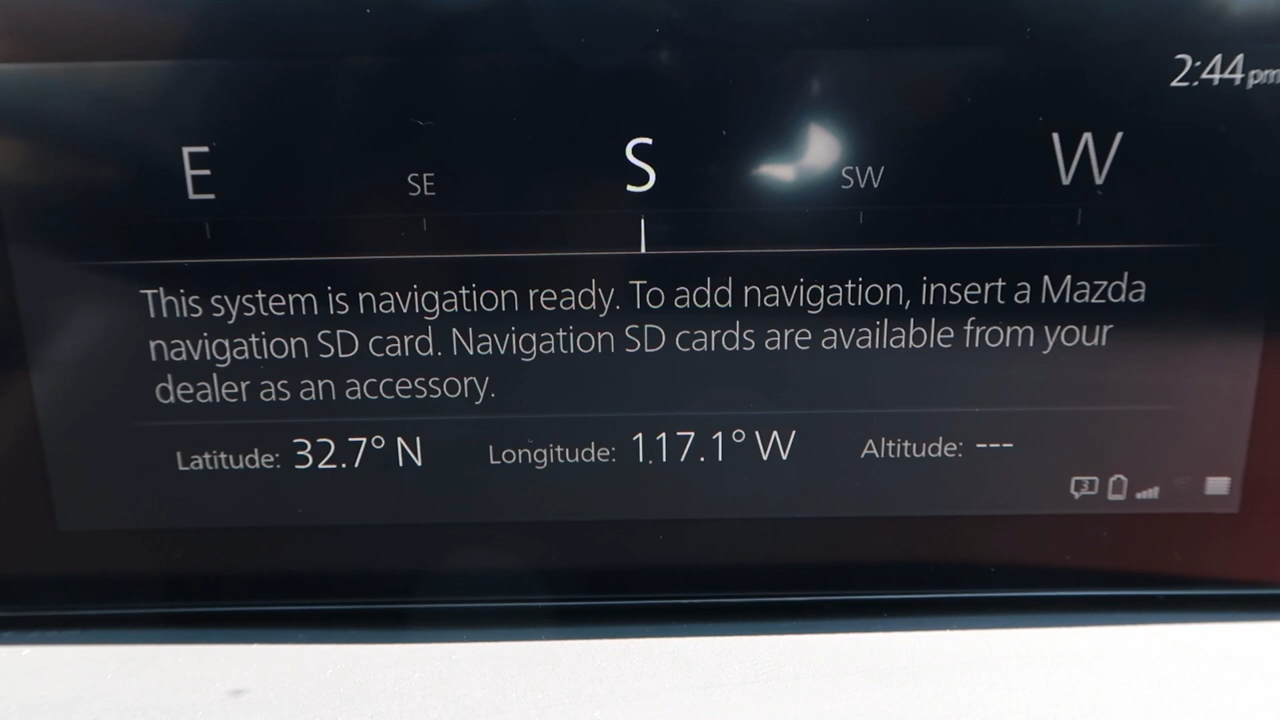 2:44pm
E SE S SW W
This system is navigation ready. To add navigation, insert a Mazda
navigation SD card. Navigation SD cards are available from your
dealer as an accessory.
Latitude: 32.7° N Longitude: 117.1° W Altitude: ---
3